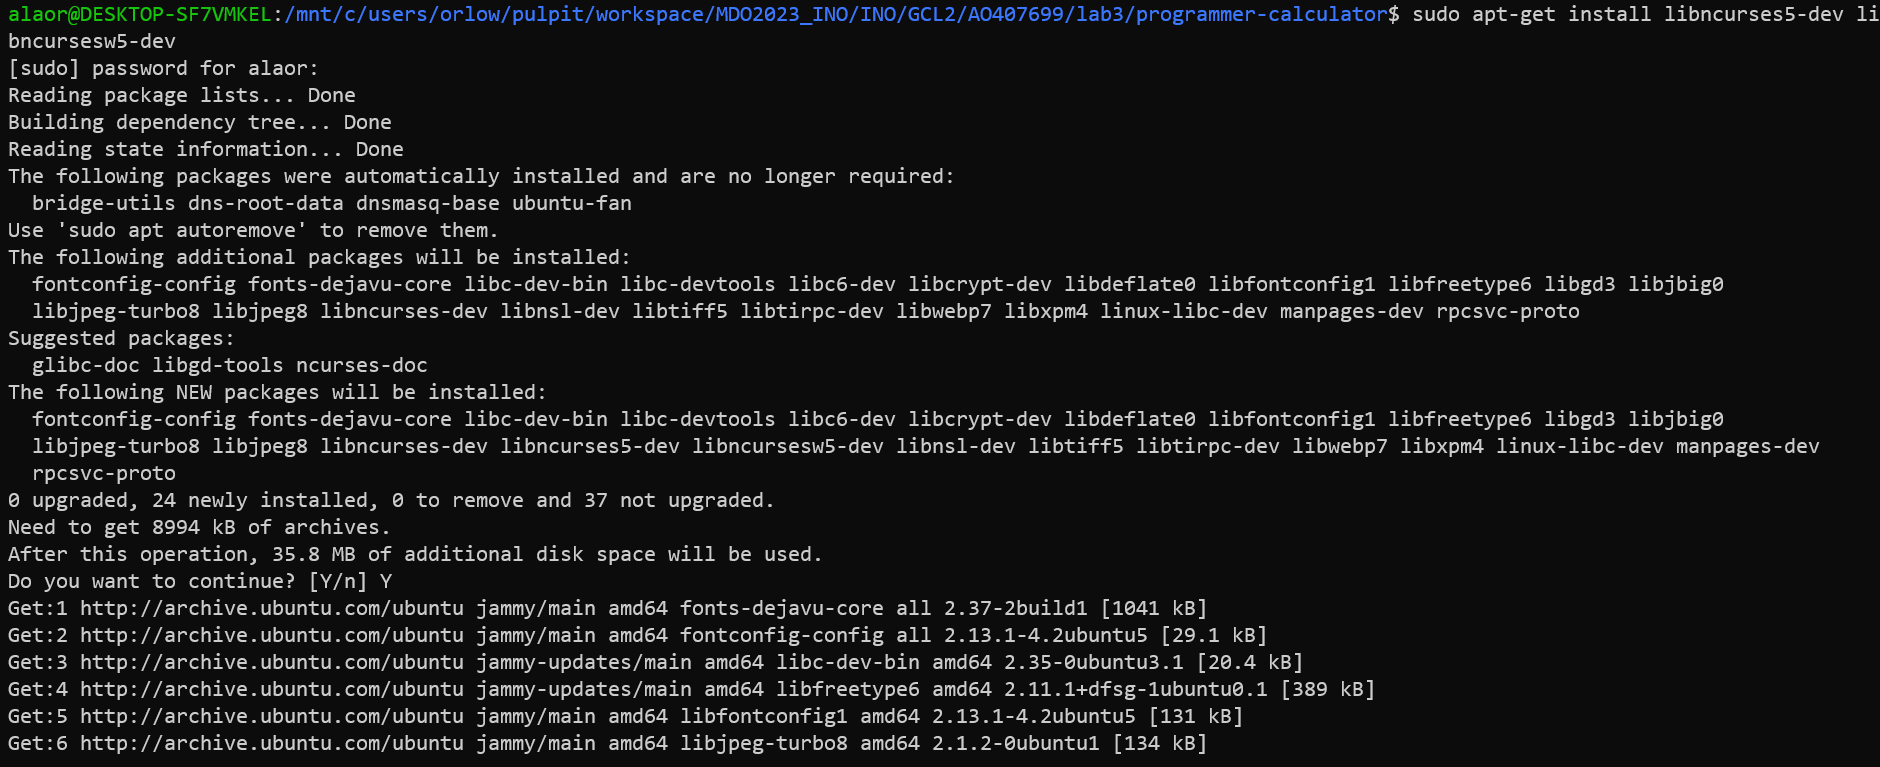 alaor@DESKTOP-SF7VMKEL:/mnt/c/users/orlow/pulpit/workspace/MDO2023_INO/INO/GCL2/AO407699/lab3/programmer-calculator$ sudo apt-get install libncurses5-dev li
bncursesw5-dev
[sudo] password for alaor:
Reading package lists... Done
Building dependency tree... Done
Reading state information... Done
The following packages were automatically installed and are no longer required:
  bridge-utils dns-root-data dnsmasq-base ubuntu-fan
Use 'sudo apt autoremove' to remove them.
The following additional packages will be installed:
  fontconfig-config fonts-dejavu-core libc-dev-bin libc-devtools libc6-dev libcrypt-dev libdeflate0 libfontconfig1 libfreetype6 libgd3 libjbig0
  libjpeg-turbo8 libjpeg8 libncurses-dev libnsl-dev libtiff5 libtirpc-dev libwebp7 libxpm4 linux-libc-dev manpages-dev rpcsvc-proto
Suggested packages:
  glibc-doc libgd-tools ncurses-doc
The following NEW packages will be installed:
  fontconfig-config fonts-dejavu-core libc-dev-bin libc-devtools libc6-dev libcrypt-dev libdeflate0 libfontconfig1 libfreetype6 libgd3 libjbig0
  libjpeg-turbo8 libjpeg8 libncurses-dev libncurses5-dev libncursesw5-dev libnsl-dev libtiff5 libtirpc-dev libwebp7 libxpm4 linux-libc-dev manpages-dev
  rpcsvc-proto
0 upgraded, 24 newly installed, 0 to remove and 37 not upgraded.
Need to get 8994 kB of archives.
After this operation, 35.8 MB of additional disk space will be used.
Do you want to continue? [Y/n] Y
Get:1 http://archive.ubuntu.com/ubuntu jammy/main amd64 fonts-dejavu-core all 2.37-2build1 [1041 kB]
Get:2 http://archive.ubuntu.com/ubuntu jammy/main amd64 fontconfig-config all 2.13.1-4.2ubuntu5 [29.1 kB]
Get:3 http://archive.ubuntu.com/ubuntu jammy-updates/main amd64 libc-dev-bin amd64 2.35-0ubuntu3.1 [20.4 kB]
Get:4 http://archive.ubuntu.com/ubuntu jammy-updates/main amd64 libfreetype6 amd64 2.11.1+dfsg-1ubuntu0.1 [389 kB]
Get:5 http://archive.ubuntu.com/ubuntu jammy/main amd64 libfontconfig1 amd64 2.13.1-4.2ubuntu5 [131 kB]
Get:6 http://archive.ubuntu.com/ubuntu jammy/main amd64 libjpeg-turbo8 amd64 2.1.2-0ubuntu1 [134 kB]